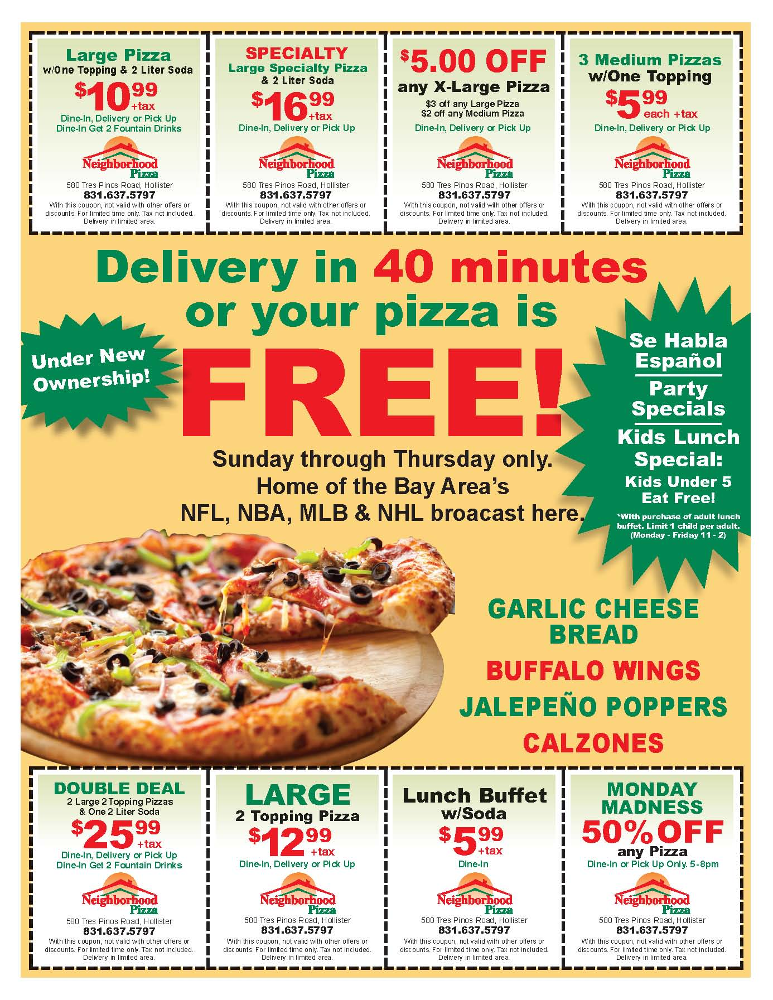 Large Pizza
w/One Topping & 2 Liter Soda
$10.99
+tax
Dine-In, Delivery or Pick Up
Dine-In Get 2 Fountain Drinks
Neighborhood
Pizza
580 Tres Pinos Road, Hollister
831.637.5797
With this coupon, not valid with other offers or
discounts. For limited time only. Tax not included.
Delivery in limited area.
SPECIALTY
Large Specialty Pizza
& 2 Liter Soda
$16.99
+tax
Dine-In, Delivery or Pick Up
Neighborhood
Pizza
580 Tres Pinos Road, Hollister
831.637.5797
With this coupon, not valid with other offers or
discounts. For limited time only. Tax not included.
Delivery in limited area.
$5.00 OFF
any X-Large Pizza
$3 off any Large Pizza
$2 off any Medium Pizza
Dine-In, Delivery or Pick Up
Neighborhood
Pizza
580 Tres Pinos Road, Hollister
831.637.5797
With this coupon, not valid with other offers or
discounts. For limited time only. Tax not included.
Delivery in limited area.
3 Medium Pizzas
w/One Topping
$5.99
each +tax
Dine-In, Delivery or Pick Up
Neighborhood
Pizza
580 Tres Pinos Road, Hollister
831.637.5797
With this coupon, not valid with other offers or
discounts. For limited time only. Tax not included.
Delivery in limited area.
Delivery in 40 minutes
or your pizza is
FREE!
Under New
Ownership!
Sunday through Thursday only.
Home of the Bay Area's
NFL, NBA, MLB & NHL broacast here.
Se Habla
Español
Party
Specials
Kids Lunch
Special:
Kids Under 5
Eat Free!
*With purchase of adult lunch
buffet. Limit 1 child per adult.
(Monday - Friday 11 - 2)
GARLIC CHEESE
BREAD
BUFFALO WINGS
JALEPEÑO POPPERS
CALZONES
DOUBLE DEAL
2 Large 2 Topping Pizzas
& One 2 Liter Soda
$25.99
+tax
Dine-In, Delivery or Pick Up
Dine-In Get 2 Fountain Drinks
Neighborhood
Pizza
580 Tres Pinos Road, Hollister
831.637.5797
With this coupon, not valid with other offers or
discounts. For limited time only. Tax not included.
Delivery in limited area.
LARGE
2 Topping Pizza
$12.99
+tax
Dine-In, Delivery or Pick Up
Neighborhood
Pizza
580 Tres Pinos Road, Hollister
831.637.5797
With this coupon, not valid with other offers or
discounts. For limited time only. Tax not included.
Delivery in limited area.
Lunch Buffet
w/Soda
$5.99
+tax
Dine-In
Neighborhood
Pizza
580 Tres Pinos Road, Hollister
831.637.5797
With this coupon, not valid with other offers or
discounts. For limited time only. Tax not included.
Delivery in limited area.
MONDAY
MADNESS
50% OFF
any Pizza
Dine-In or Pick Up Only. 5-8pm
Neighborhood
Pizza
580 Tres Pinos Road, Hollister
831.637.5797
With this coupon, not valid with other offers or
discounts. For limited time only. Tax not included.
Delivery in limited area.